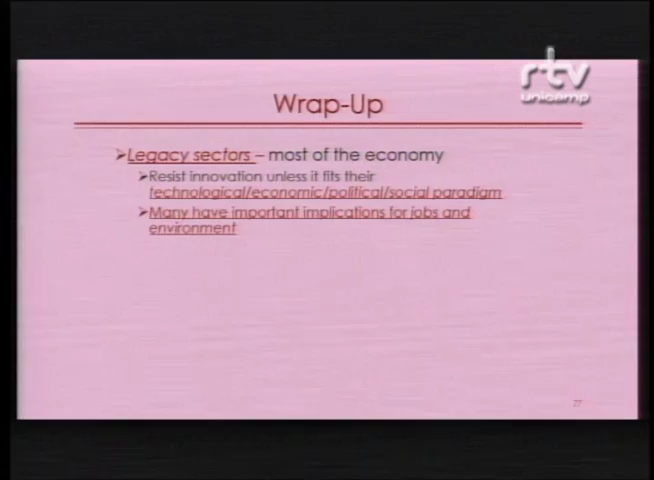 rtv
unicamp
Wrap-Up
➢Legacy sectors – most of the economy
➢Resist innovation unless it fits their
technological/economic/political/social paradigm
➢Many have important implications for jobs and
environment
27